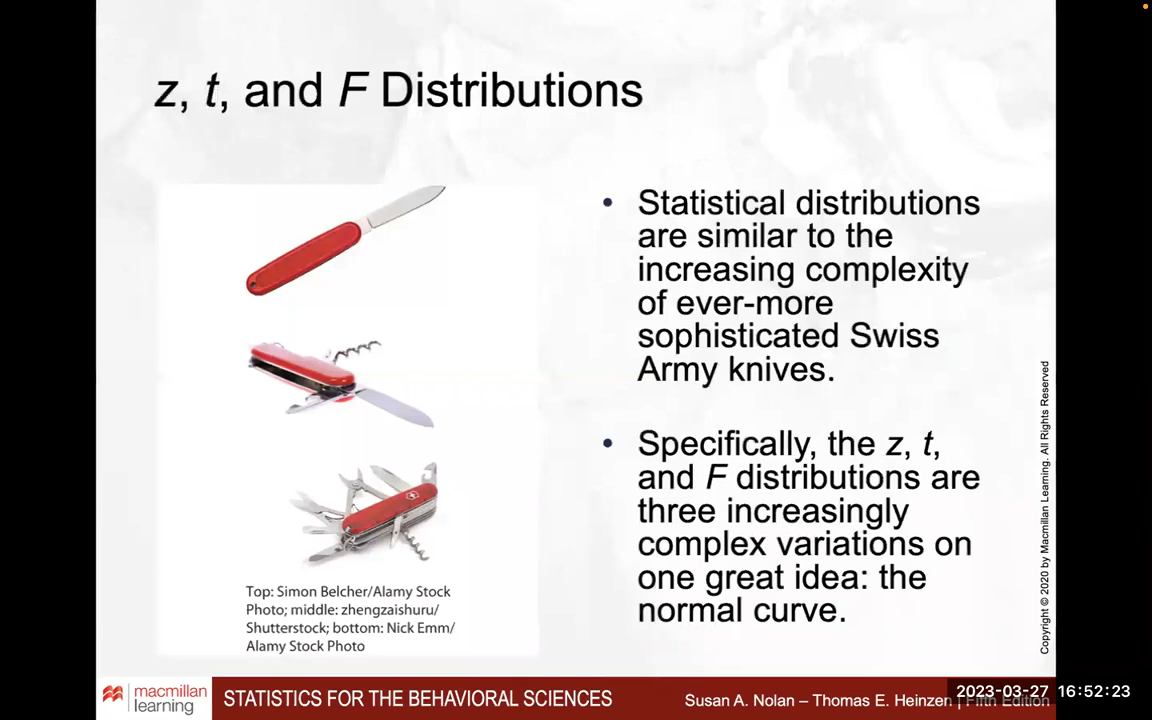 z, t, and F Distributions
Statistical distributions
are similar to the
increasing complexity
of ever-more
sophisticated Swiss
Army knives.
Specifically, the z, t,
and F distributions are
three increasingly
complex variations on
one great idea: the
normal curve.
Top: Simon Belcher/Alamy Stock
Photo; middle: zhengzaishuru/
Shutterstock; bottom: Nick Emm/
Alamy Stock Photo
Copyright © 2020 by Macmillan Learning. All Rights Reserved
macmillan
learning
STATISTICS FOR THE BEHAVIORAL SCIENCES
Susan A. Nolan – Thomas E. Heinzen | Fifth Edition
2023-03-27 16:52:23